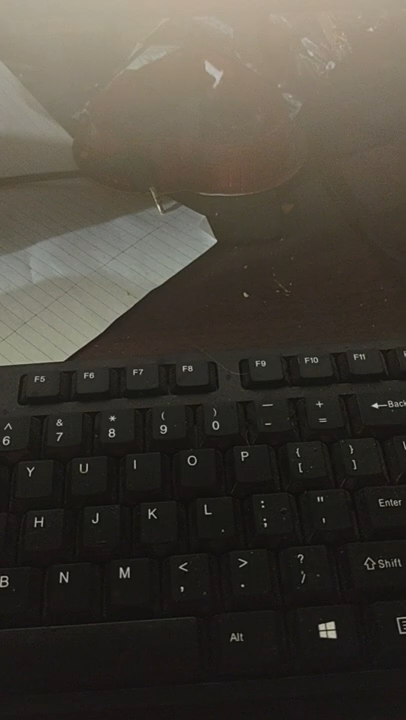 F5 F6 F7 F8 F9 F10 F11
^ & * ( ) — +
6 7 8 9 0 - = ←Back
Y U I O P { }
[ ]
H J K L : " Enter
; '
B N M < > ? ⇧Shift
, . /
Alt